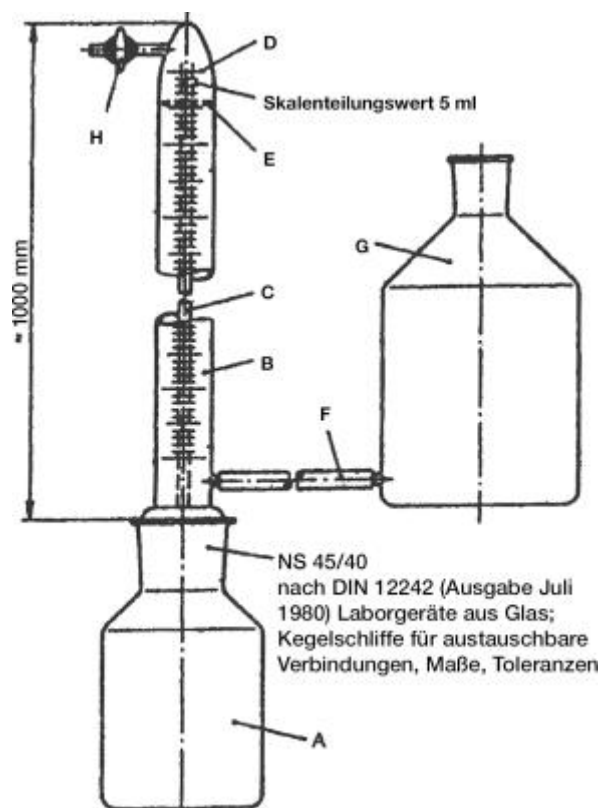 D
Skalenteilungswert 5 ml
H
E
G
C
≈ 1000 mm
B
F
NS 45/40
nach DIN 12242 (Ausgabe Juli
1980) Laborgeräte aus Glas;
Kegelschliffe für austauschbare
Verbindungen, Maße, Toleranzen
A